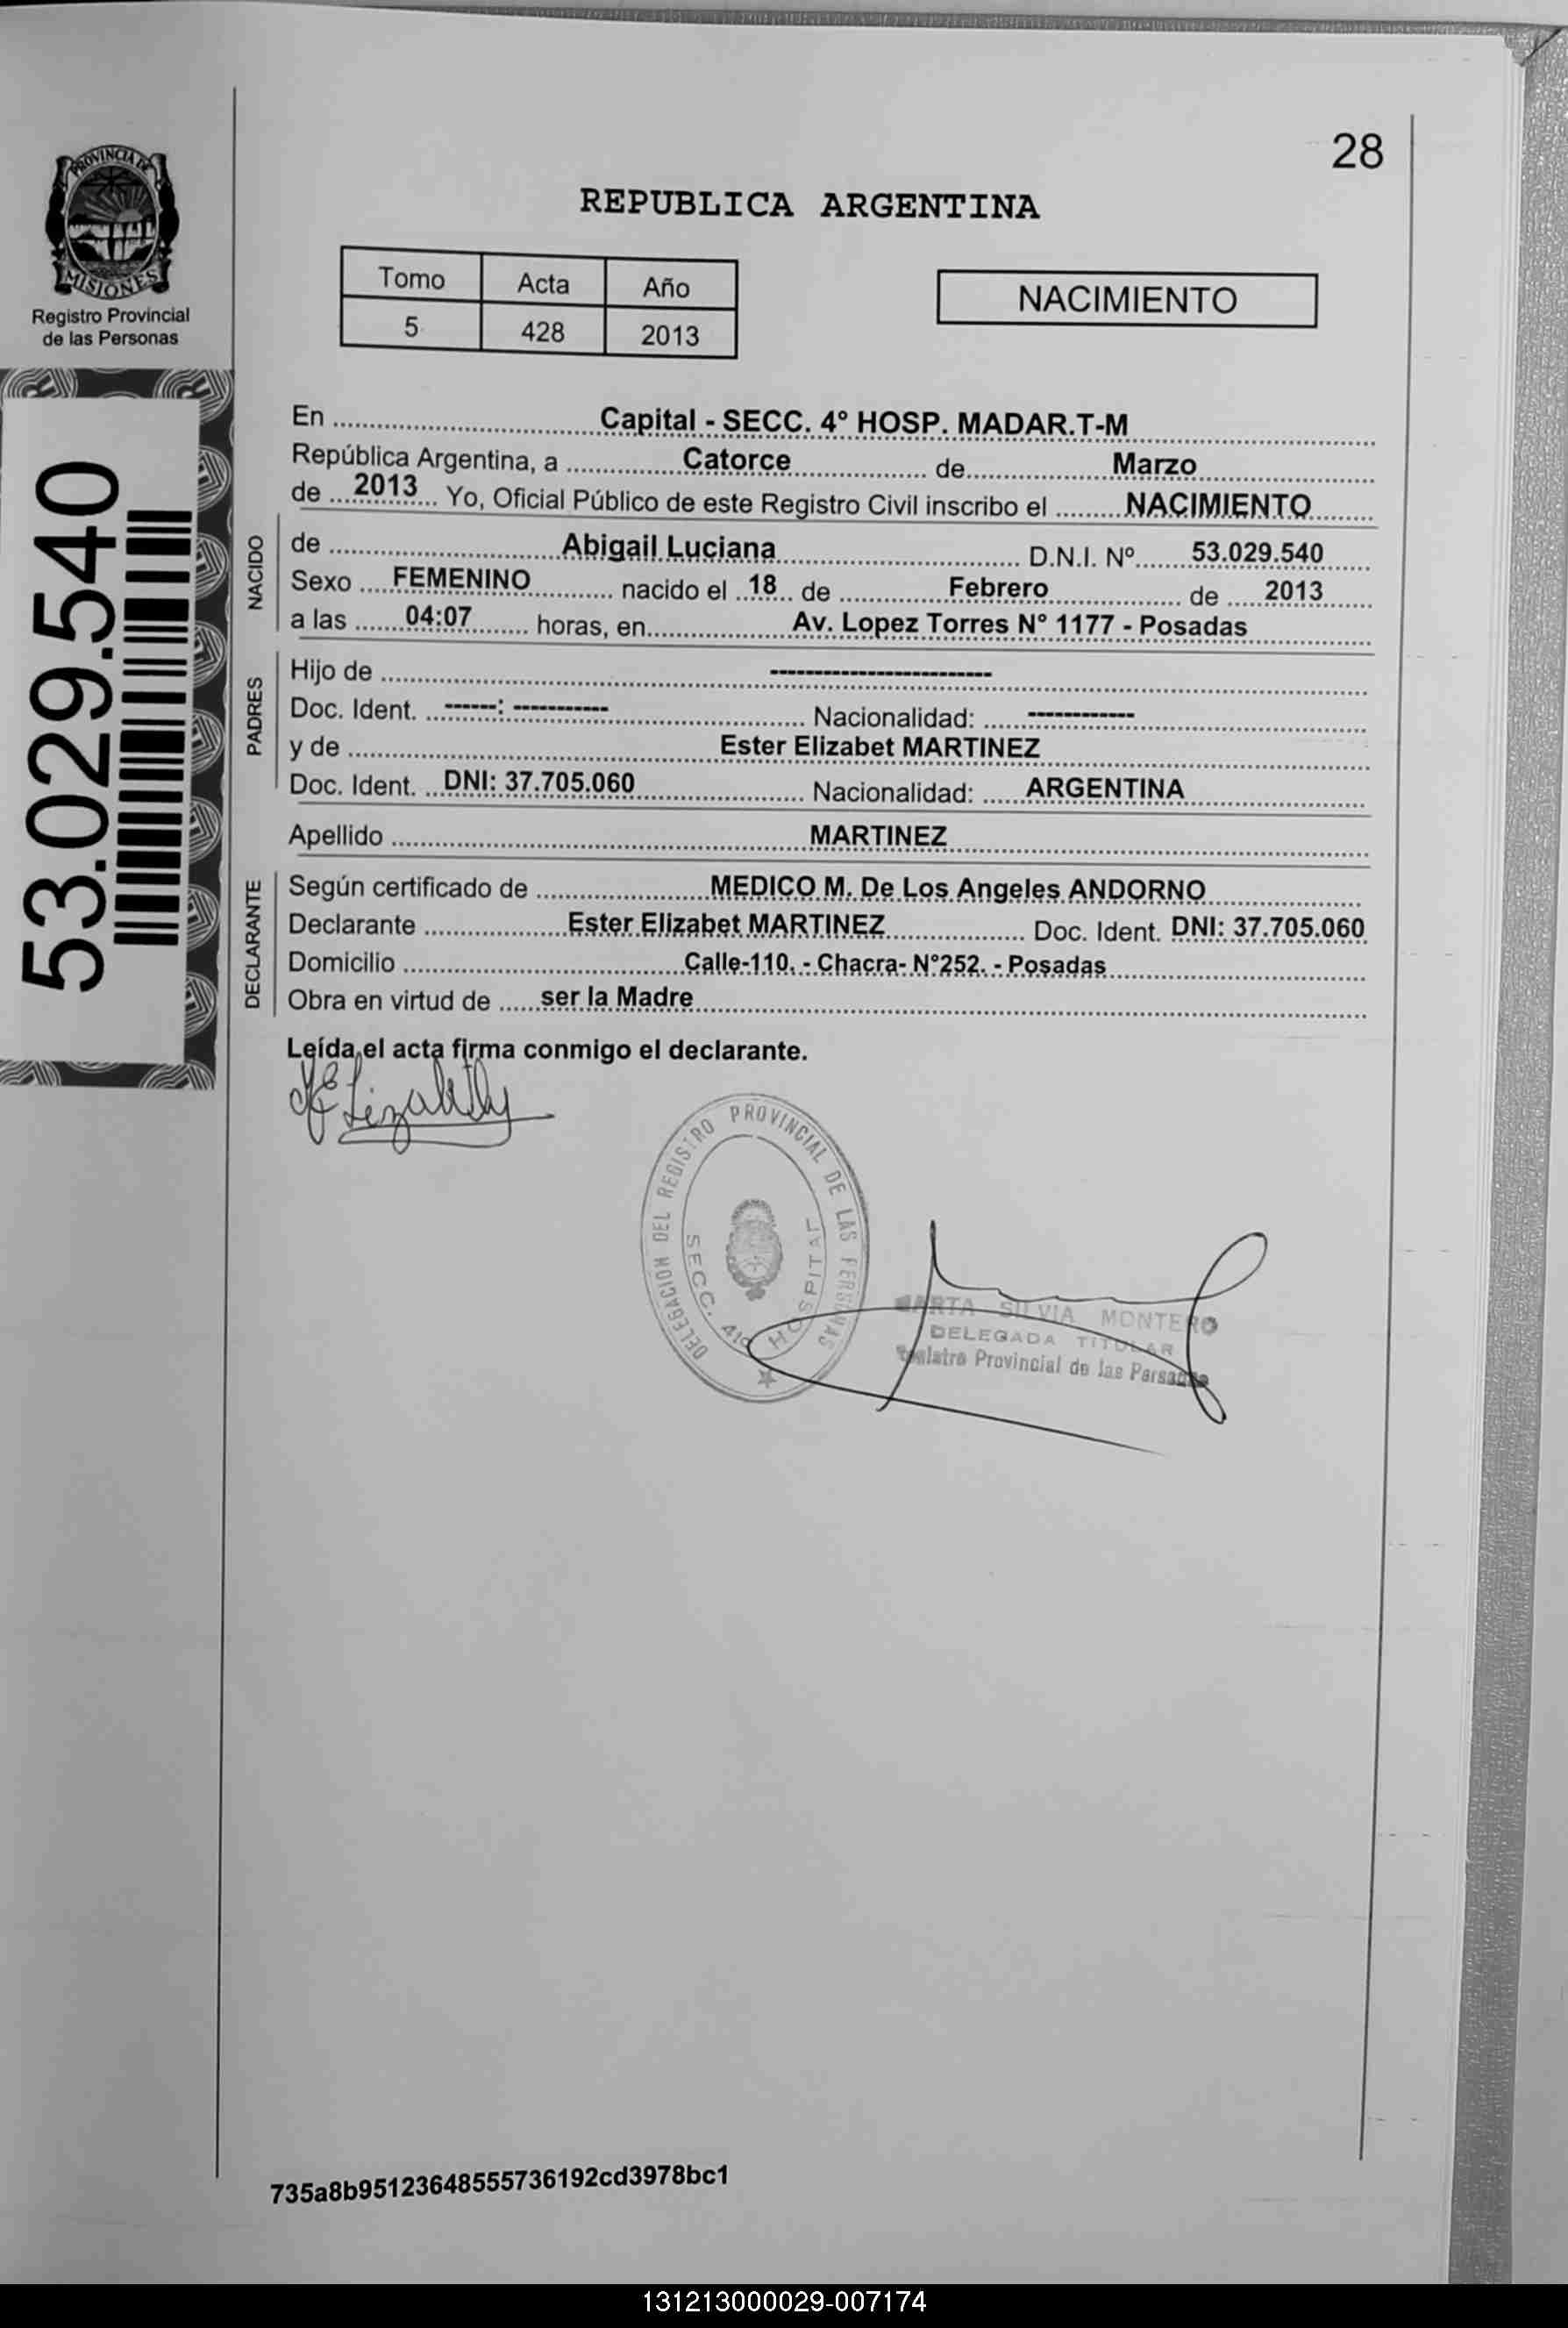 28
PROVINCIA DE
MISIONES
Registro Provincial
de las Personas
REPUBLICA ARGENTINA
Tomo Acta Año
5 428 2013
NACIMIENTO
53.029.540
En Capital - SECC. 4° HOSP. MADAR.T-M
República Argentina, a Catorce de Marzo
de 2013 Yo, Oficial Público de este Registro Civil inscribo el NACIMIENTO
NACIDO
de Abigail Luciana D.N.I. Nº 53.029.540
Sexo FEMENINO nacido el 18 de Febrero de 2013
a las 04:07 horas, en Av. Lopez Torres N° 1177 - Posadas
PADRES
Hijo de -------------------------
Doc. Ident. ------: ----------- Nacionalidad: ------------
y de Ester Elizabet MARTINEZ
Doc. Ident. DNI: 37.705.060 Nacionalidad: ARGENTINA
Apellido MARTINEZ
DECLARANTE
Según certificado de MEDICO M. De Los Angeles ANDORNO
Declarante Ester Elizabet MARTINEZ Doc. Ident. DNI: 37.705.060
Domicilio Calle-110. - Chacra- N°252. - Posadas
Obra en virtud de ser la Madre
Leída el acta firma conmigo el declarante.
DELEGACION DEL REGISTRO PROVINCIAL DE LAS PERSONAS
SECC. 4ta HOSPITAL
MARTA SILVIA MONTERO
DELEGADA TITULAR
Registro Provincial de las Personas
735a8b95123648555736192cd3978bc1
131213000029-007174